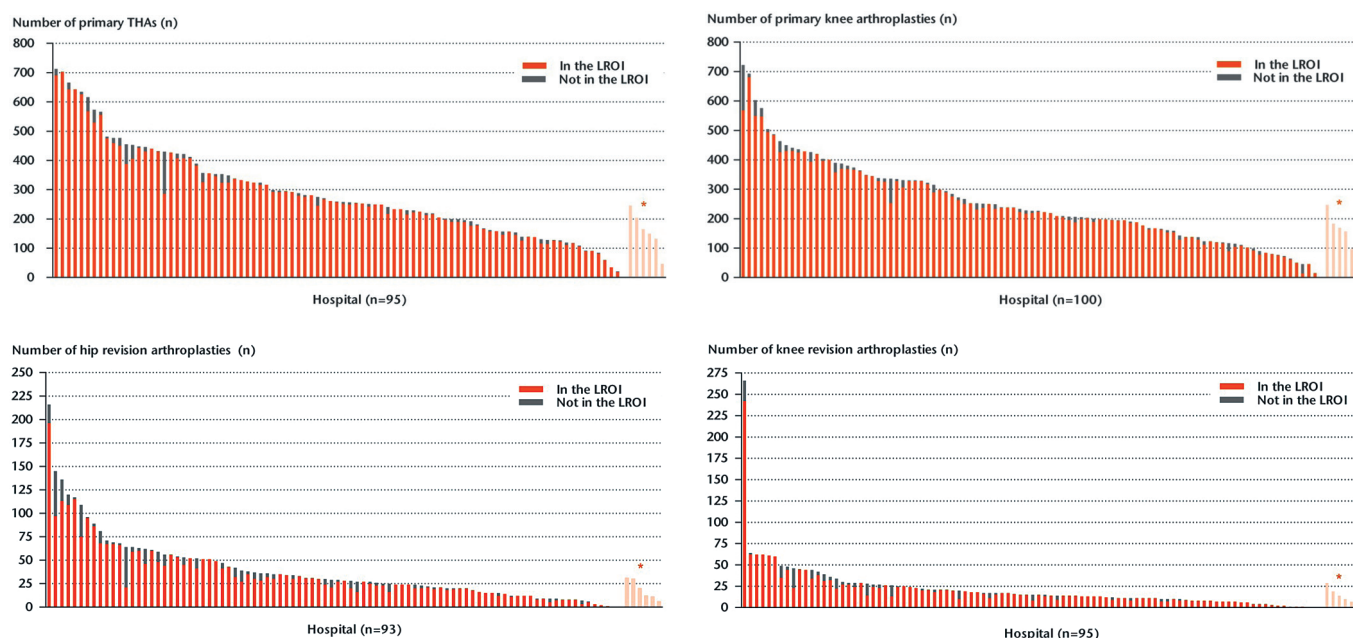 Number of primary THAs (n)
800
700
600
500
400
300
200
100
0
In the LROI
Not in the LROI
*
Hospital (n=95)
Number of primary knee arthroplasties (n)
800
700
600
500
400
300
200
100
0
In the LROI
Not in the LROI
*
Hospital (n=100)
Number of hip revision arthroplasties (n)
250
225
200
175
150
125
100
75
50
25
0
In the LROI
Not in the LROI
*
Hospital (n=93)
Number of knee revision arthroplasties (n)
275
250
225
200
175
150
125
100
75
50
25
0
In the LROI
Not in the LROI
*
Hospital (n=95)